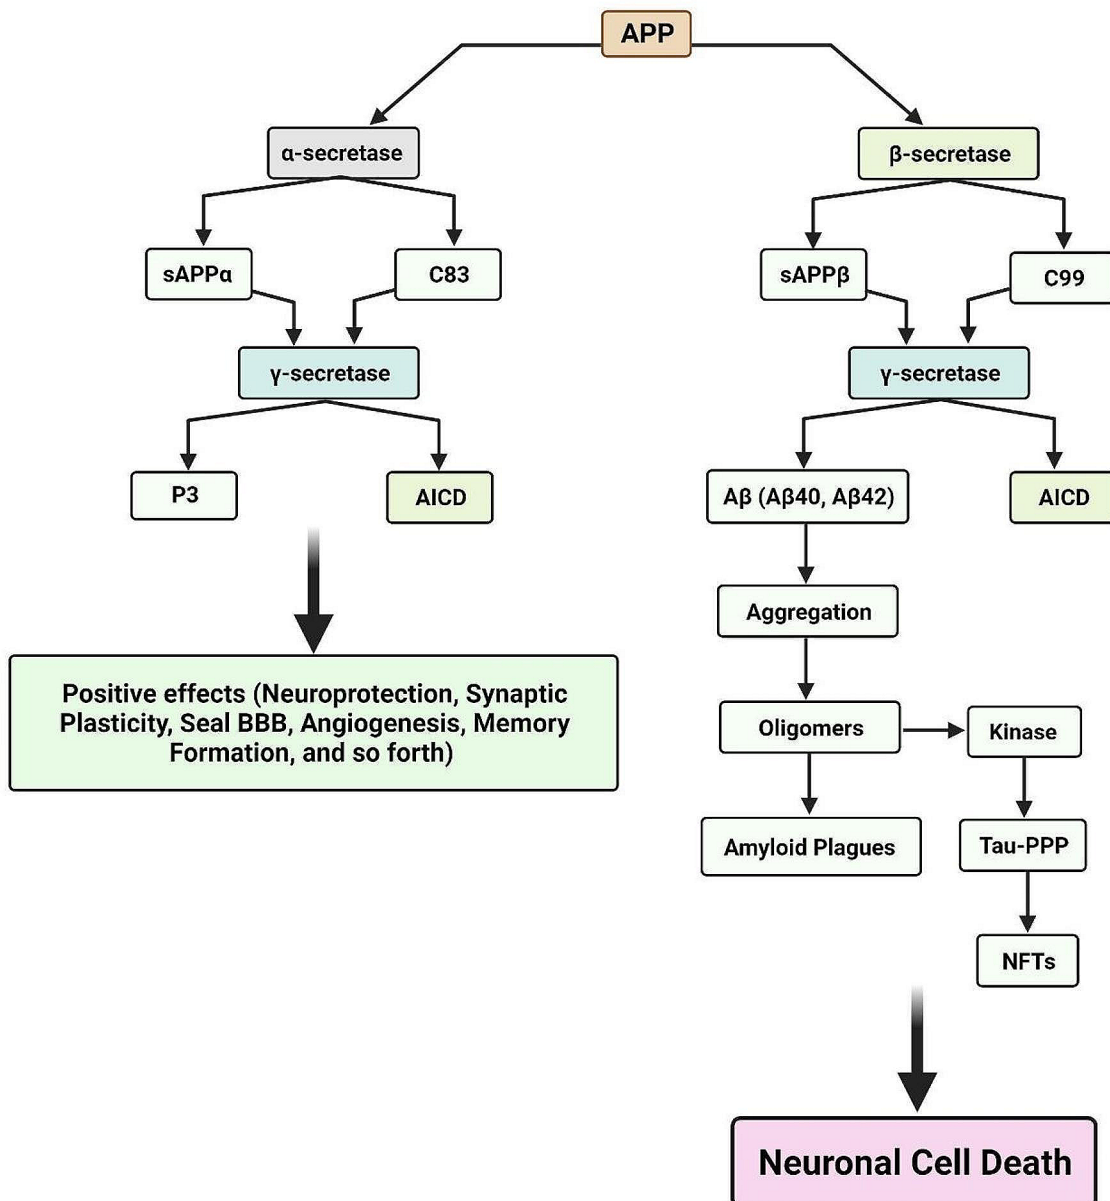 APP
α-secretase
β-secretase
sAPPα
C83
sAPPβ
C99
γ-secretase
γ-secretase
P3
AICD
Aβ (Aβ40, Aβ42)
AICD
Aggregation
Positive effects (Neuroprotection, Synaptic
Plasticity, Seal BBB, Angiogenesis, Memory
Formation, and so forth)
Oligomers
Kinase
Amyloid Plagues
Tau-PPP
NFTs
Neuronal Cell Death